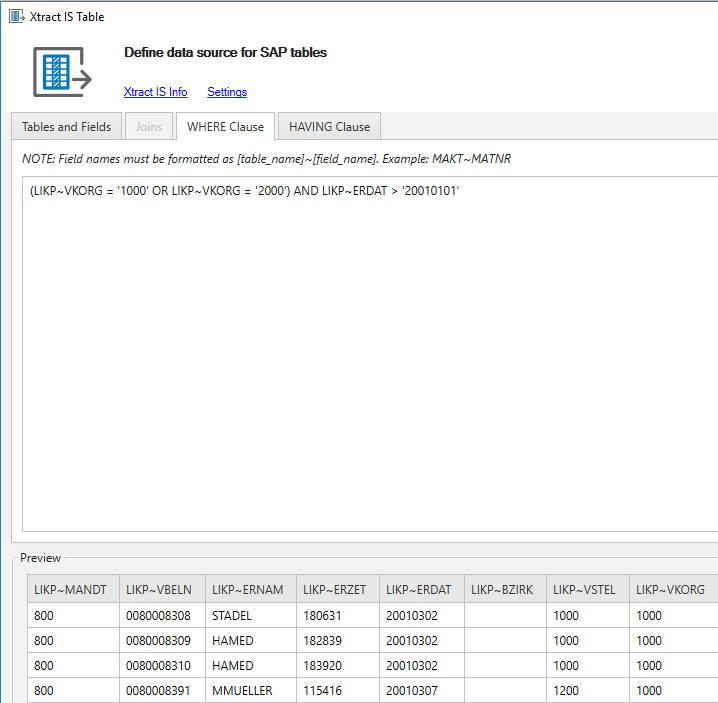 Xtract IS Table
Define data source for SAP tables
Xtract IS Info Settings
Tables and Fields Joins WHERE Clause HAVING Clause
NOTE: Field names must be formatted as [table_name]~[field_name]. Example: MAKT~MATNR
(LIKP~VKORG = '1000' OR LIKP~VKORG = '2000') AND LIKP~ERDAT > '20010101'
Preview
LIKP~MANDT LIKP~VBELN LIKP~ERNAM LIKP~ERZET LIKP~ERDAT LIKP~BZIRK LIKP~VSTEL LIKP~VKORG
800 0080008308 STADEL 180631 20010302 1000 1000
800 0080008309 HAMED 182839 20010302 1000 1000
800 0080008310 HAMED 183920 20010302 1000 1000
800 0080008391 MMUELLER 115416 20010307 1200 1000